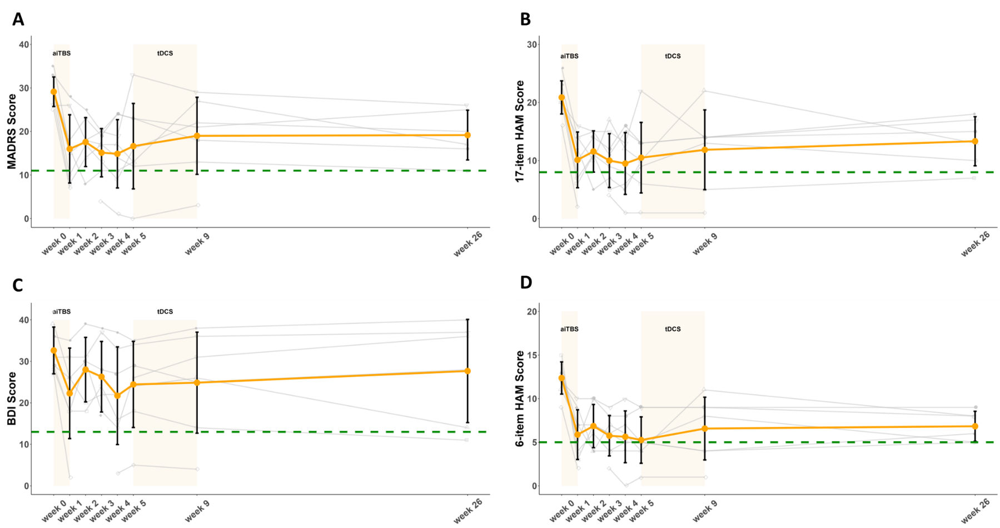 A
MADRS Score
40
30
20
10
0
aiTBS
tDCS
week 0
week 1
week 2
week 3
week 4
week 5
week 9
week 26
B
17-item HAM Score
30
20
10
0
aiTBS
tDCS
week 0
week 1
week 2
week 3
week 4
week 5
week 9
week 26
C
BDI Score
40
30
20
10
0
aiTBS
tDCS
week 0
week 1
week 2
week 3
week 4
week 5
week 9
week 26
D
6-item HAM Score
20
15
10
5
0
aiTBS
tDCS
week 0
week 1
week 2
week 3
week 4
week 5
week 9
week 26